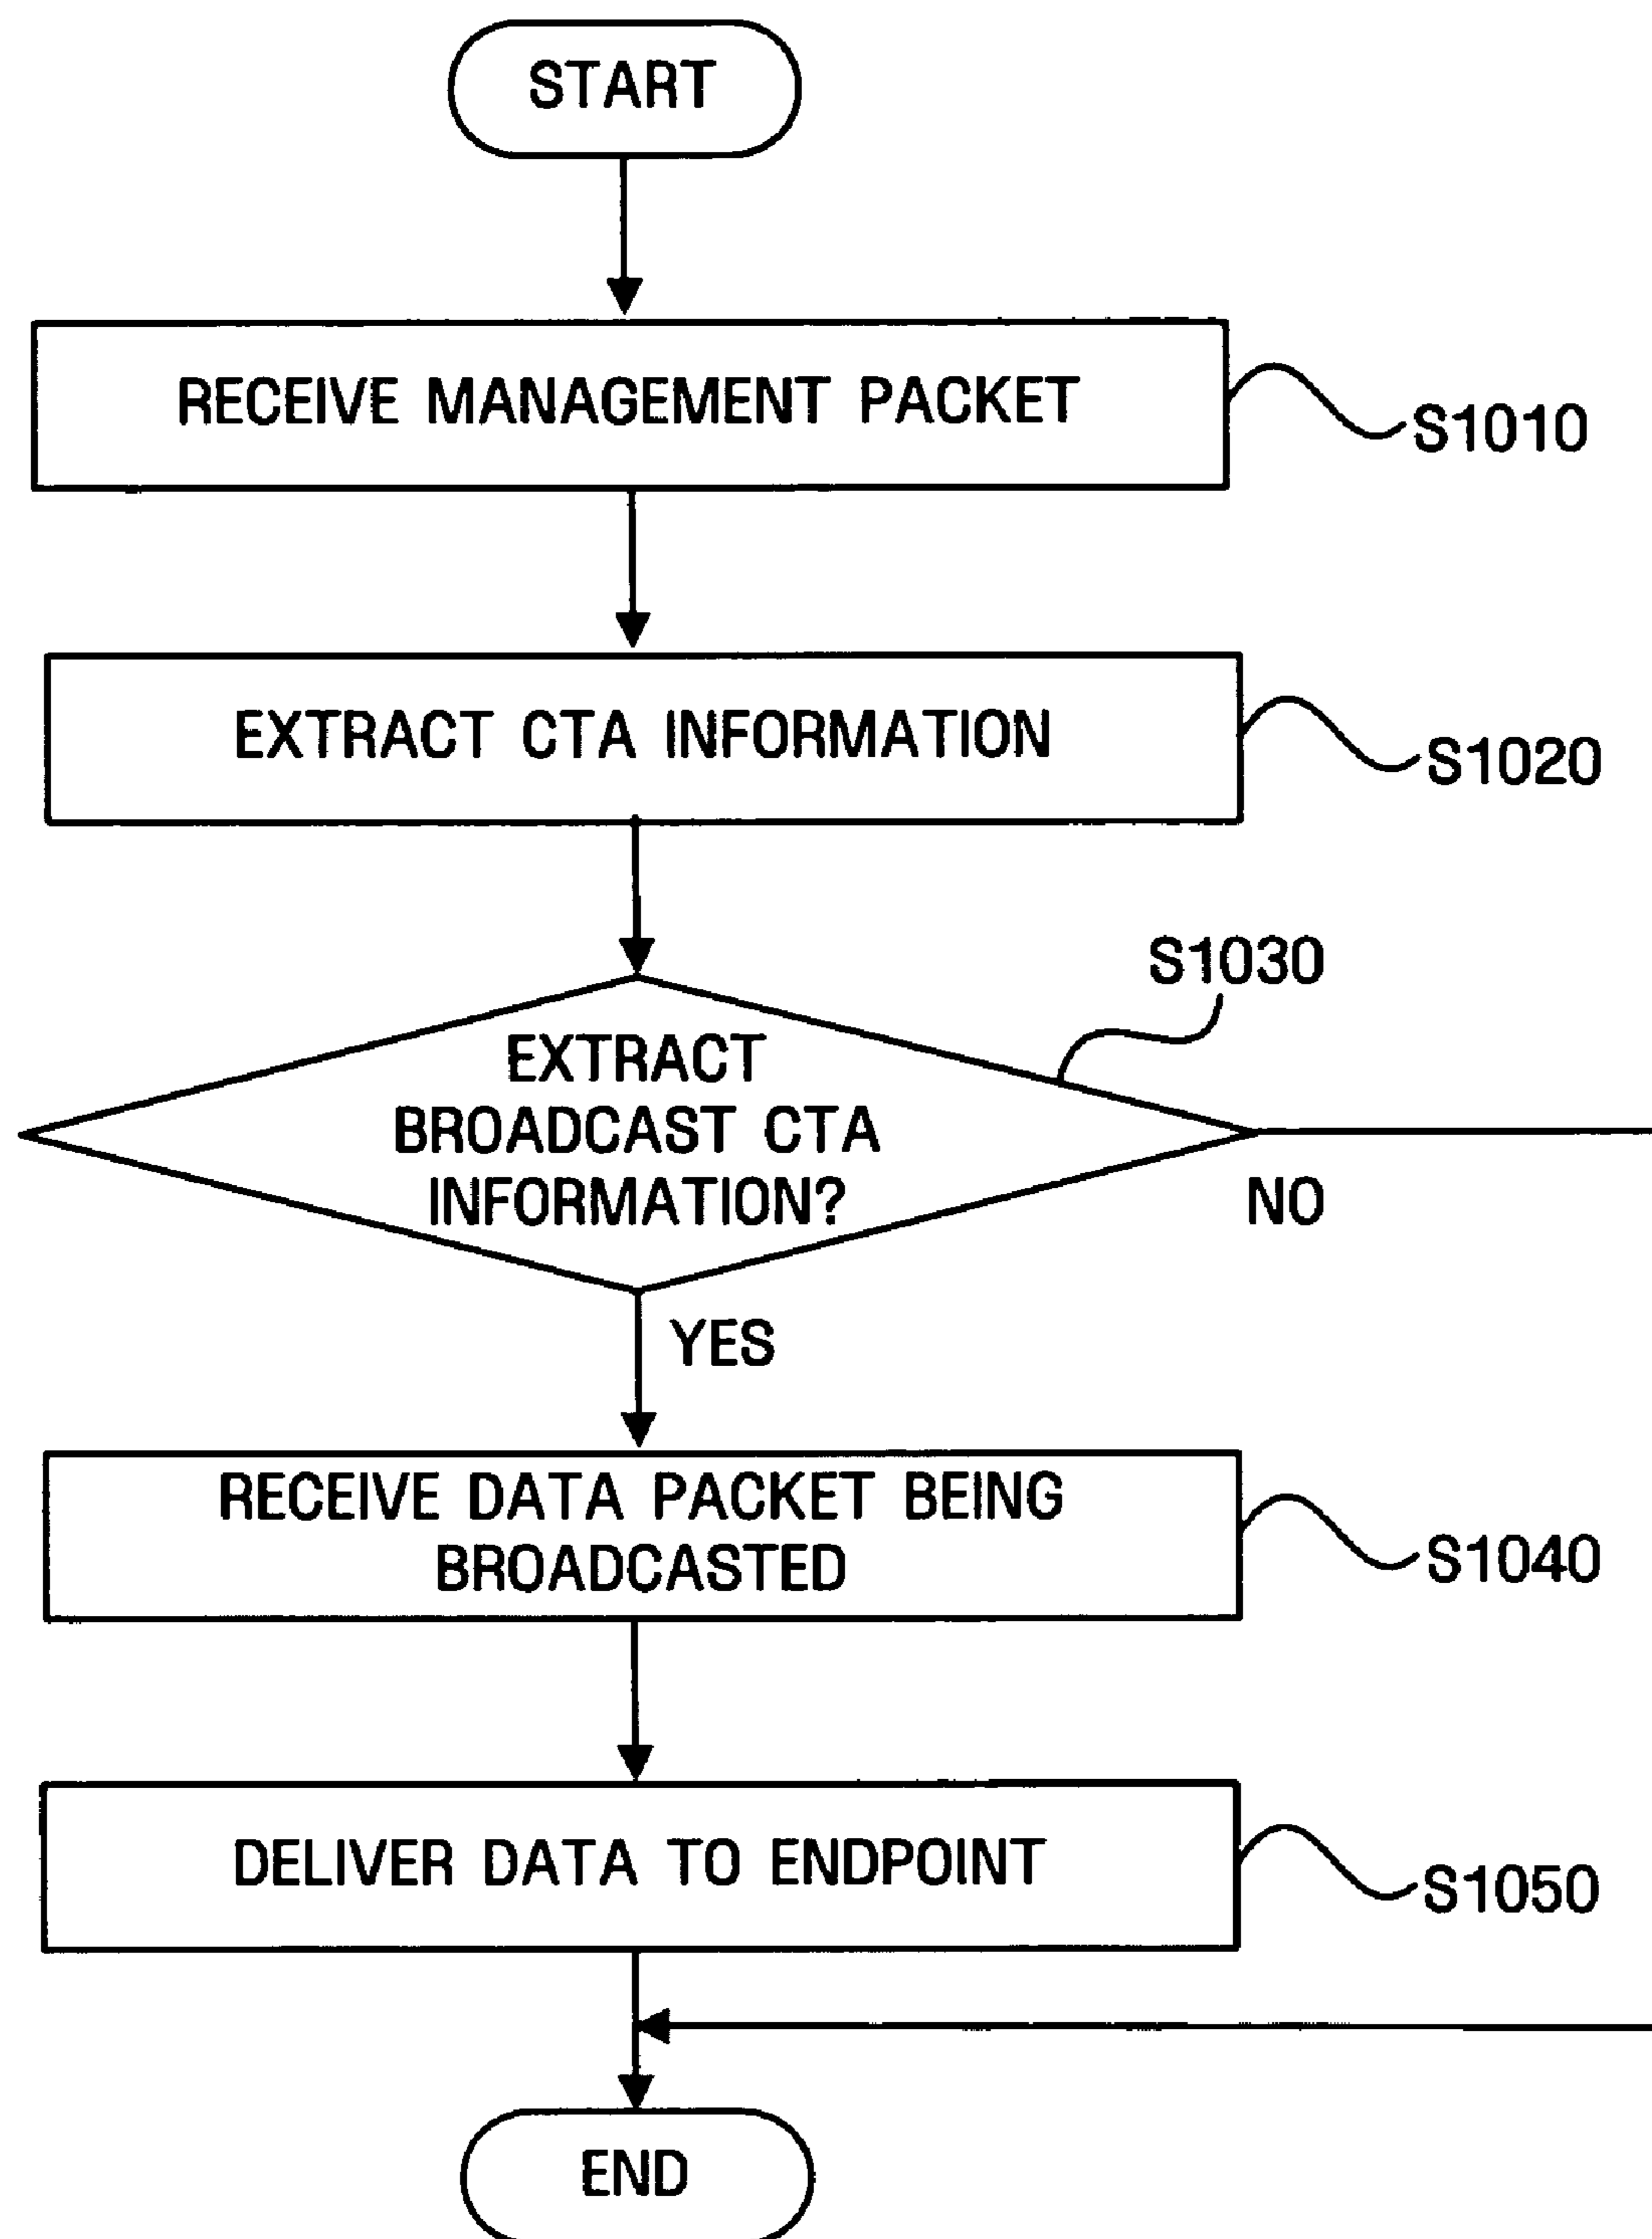 START
RECEIVE MANAGEMENT PACKET
S1010
EXTRACT CTA INFORMATION
S1020
S1030
EXTRACT
BROADCAST CTA
INFORMATION?
NO
YES
RECEIVE DATA PACKET BEING
BROADCASTED
S1040
DELIVER DATA TO ENDPOINT
S1050
END